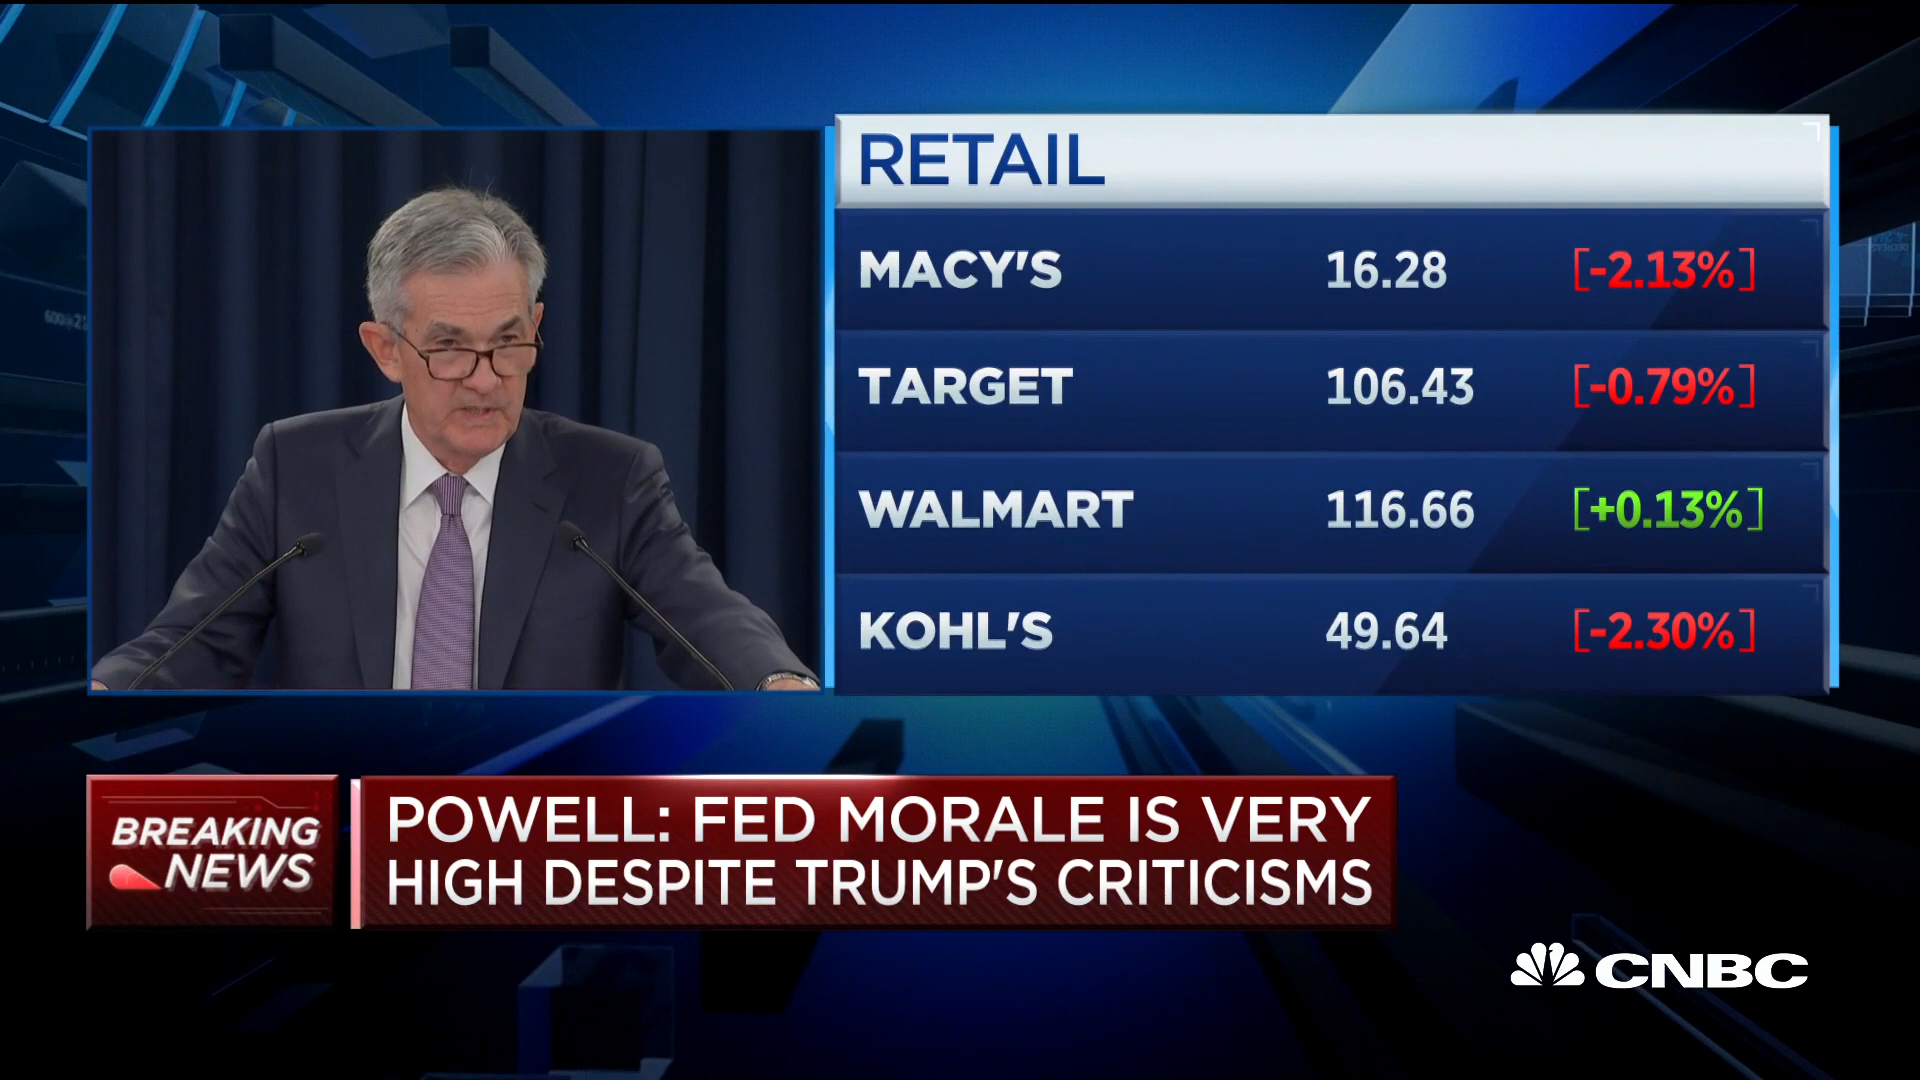 RETAIL
MACY'S 16.28 [-2.13%]
TARGET 106.43 [-0.79%]
WALMART 116.66 [+0.13%]
KOHL'S 49.64 [-2.30%]
BREAKING
NEWS
POWELL: FED MORALE IS VERY
HIGH DESPITE TRUMP'S CRITICISMS
CNBC